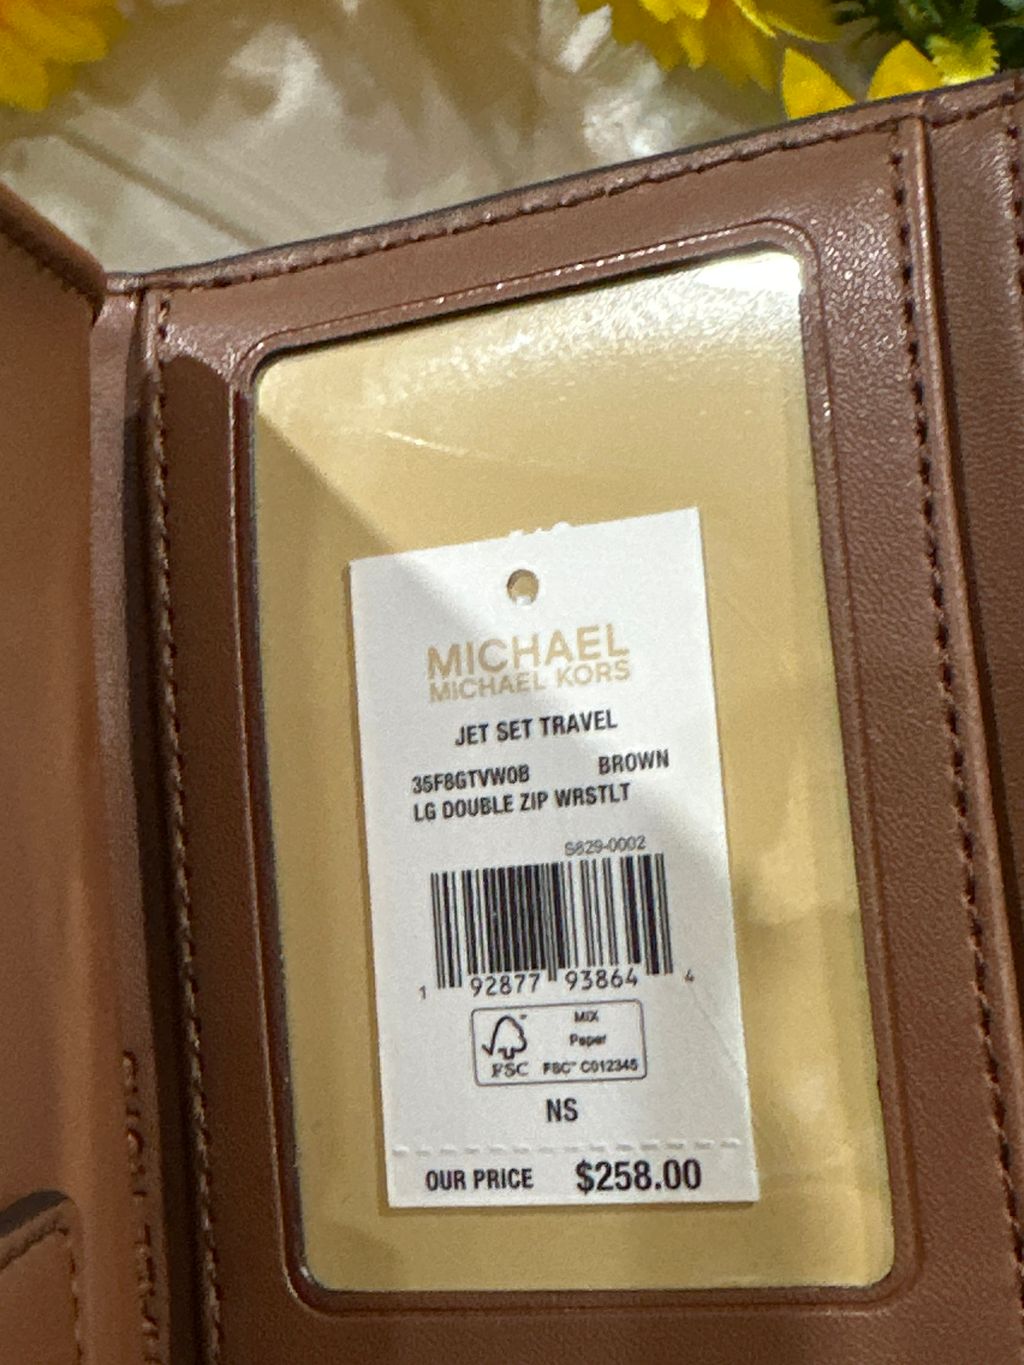 MICHAEL
MICHAEL KORS
JET SET TRAVEL
35F8GTVW0B BROWN
LG DOUBLE ZIP WRSTLT
S829-0002
1 92877 93864 4
MIX
Paper
FSC FSC™ C012345
NS
OUR PRICE $258.00